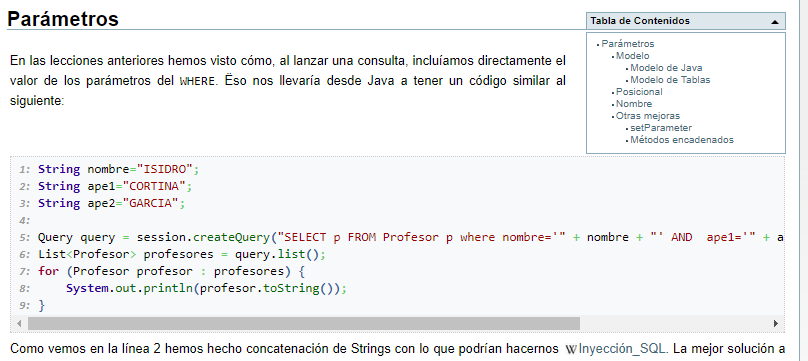 Parámetros
Tabla de Contenidos
Parámetros
Modelo
Modelo de Java
Modelo de Tablas
Posicional
Nombre
Otras mejoras
setParameter
Métodos encadenados
En las lecciones anteriores hemos visto cómo, al lanzar una consulta, incluíamos directamente el
valor de los parámetros del WHERE. Ëso nos llevaría desde Java a tener un código similar al
siguiente:
1: String nombre="ISIDRO";
2: String ape1="CORTINA";
3: String ape2="GARCIA";
4:
5: Query query = session.createQuery("SELECT p FROM Profesor p where nombre='" + nombre + "' AND  ape1='" + a
6: List<Profesor> profesores = query.list();
7: for (Profesor profesor : profesores) {
8:     System.out.println(profesor.toString());
9: }
Como vemos en la línea 2 hemos hecho concatenación de Strings con lo que podrían hacernos W Inyección_SQL. La mejor solución a